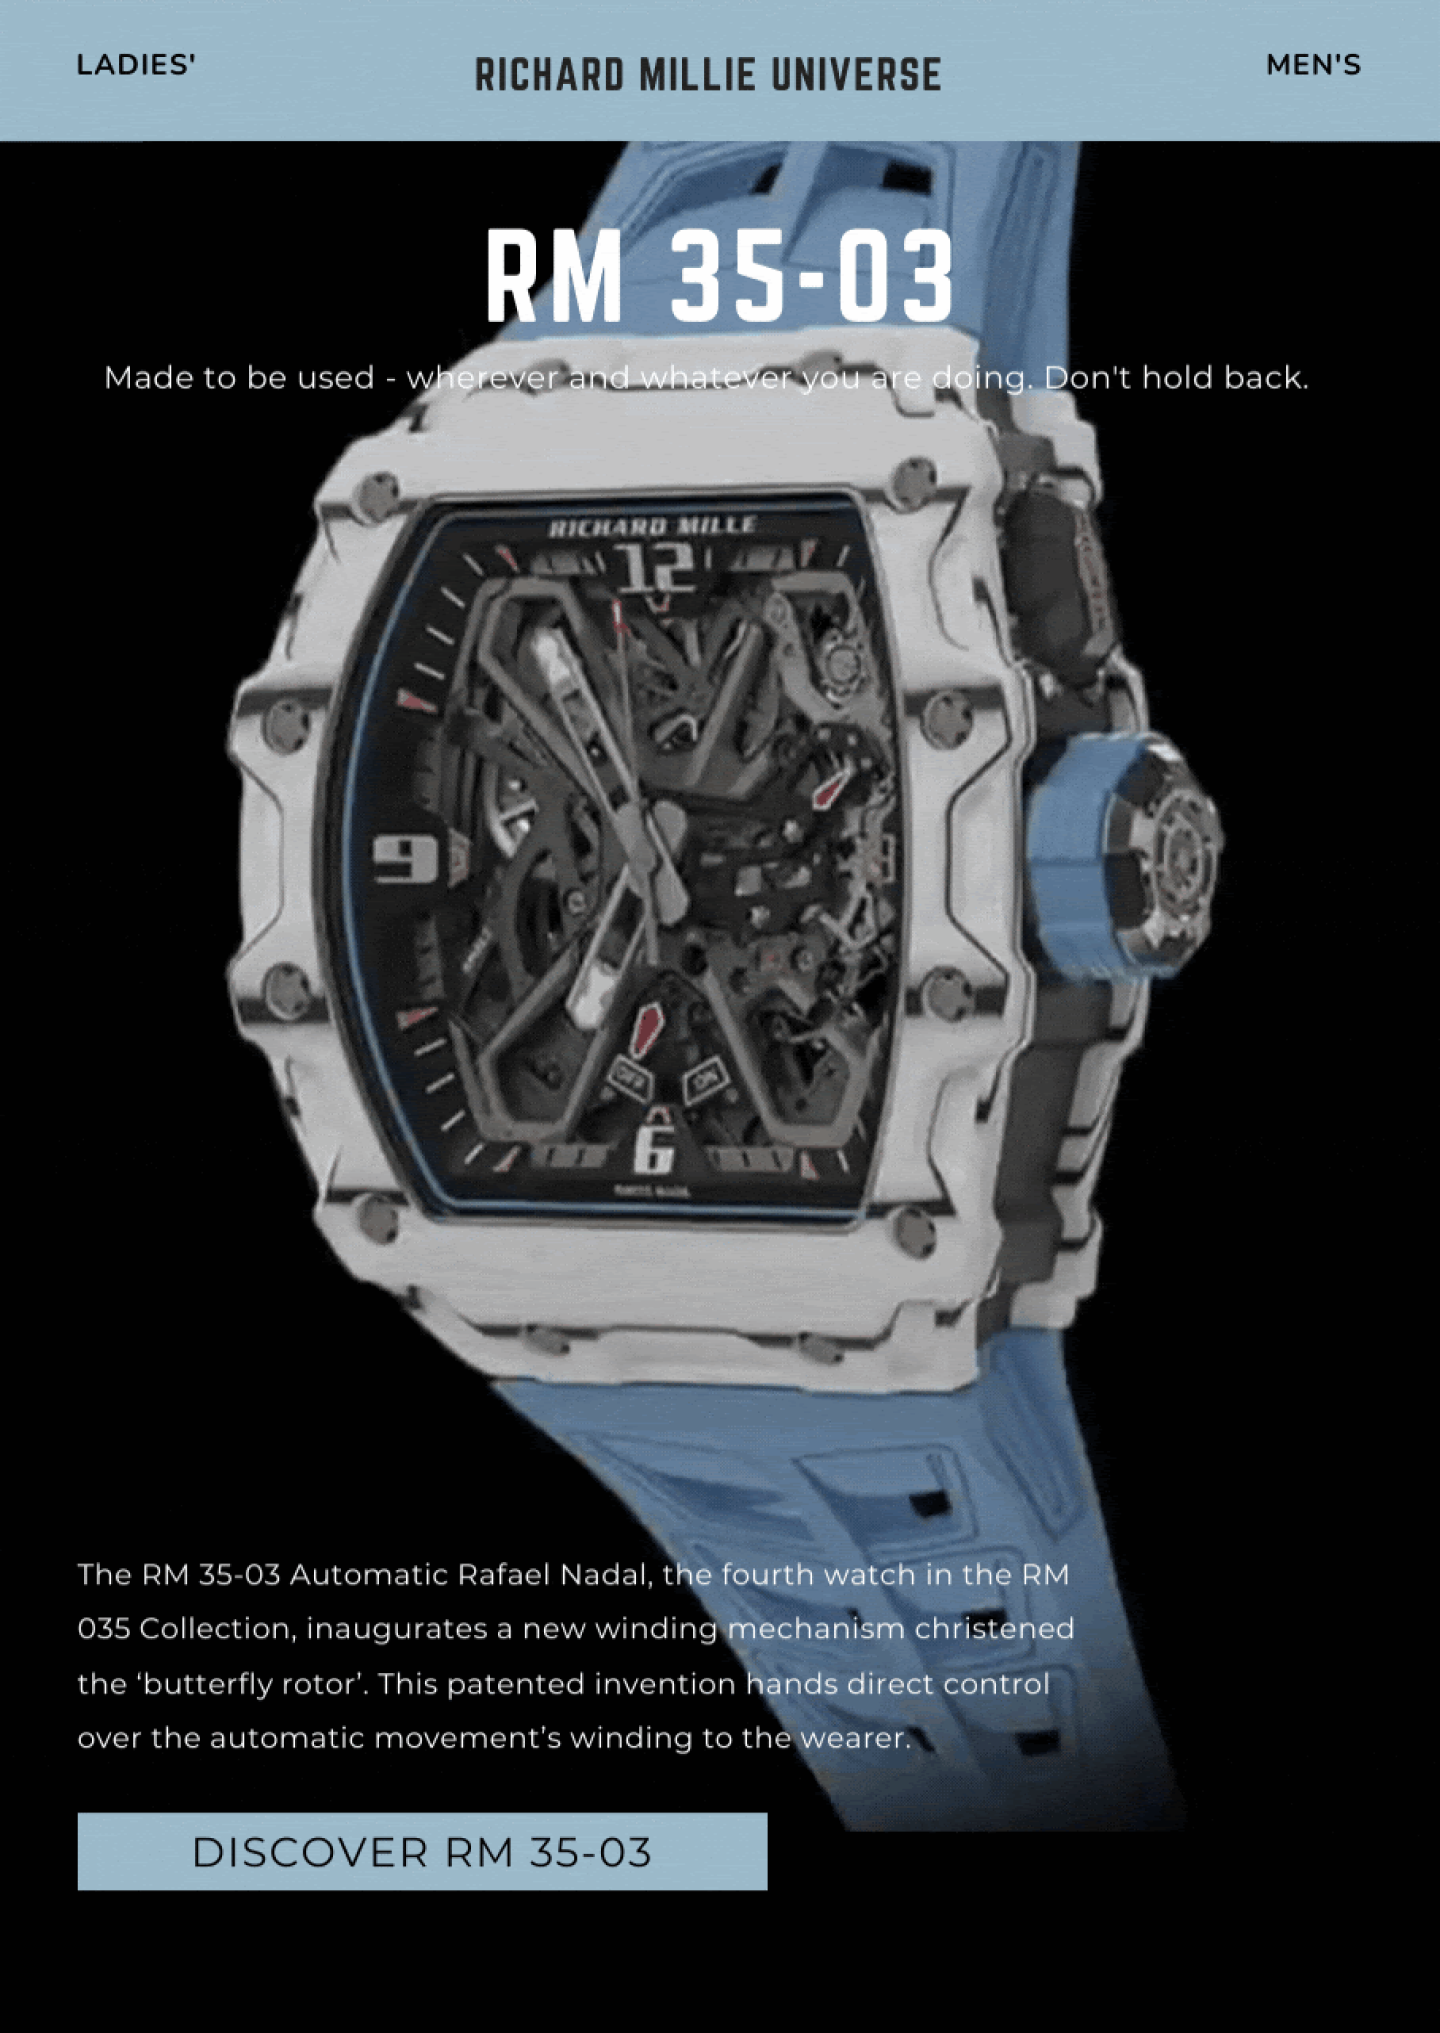 LADIES'
RICHARD MILLIE UNIVERSE
MEN'S
RM 35-03
Made to be used - wherever and whatever you are doing. Don't hold back.
RICHARD MILLE
12
9
OFF
ON
6
The RM 35-03 Automatic Rafael Nadal, the fourth watch in the RM
035 Collection, inaugurates a new winding mechanism christened
the ‘butterfly rotor’. This patented invention hands direct control
over the automatic movement’s winding to the wearer.
DISCOVER RM 35-03